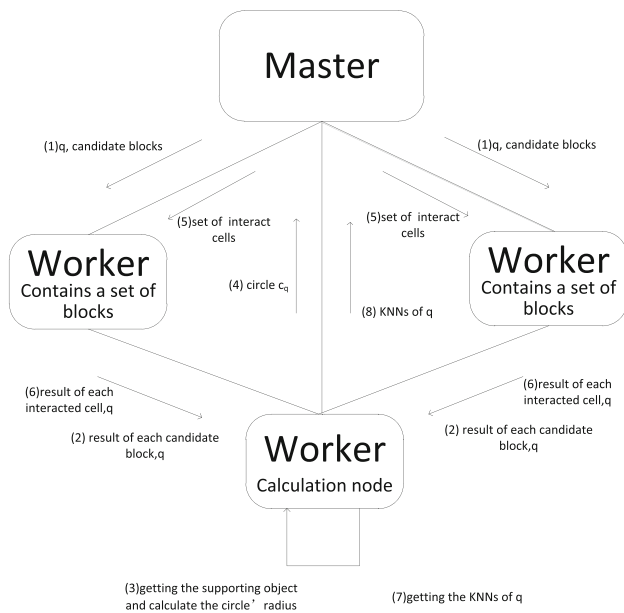 Master
(1)q, candidate blocks
(1)q, candidate blocks
(5)set of interact
cells
(5)set of interact
cells
Worker
Contains a set of
blocks
(4) circle cq
(8) KNNs of q
Worker
Contains a set of
blocks
(6)result of each
interacted cell,q
(2) result of each candidate
block,q
(6)result of each
interacted cell,q
(2) result of each candidate
block,q
Worker
Calculation node
(3)getting the supporting object
and calculate the circle’ radius
(7)getting the KNNs of q